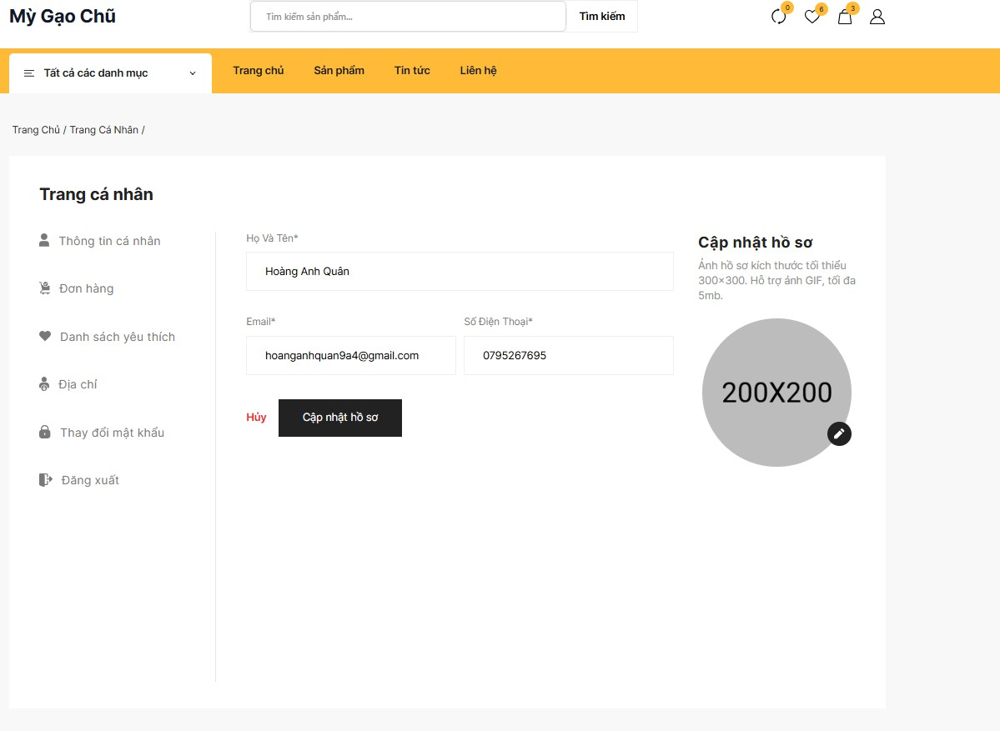 Mỳ Gạo Chũ
Tìm kiếm sản phẩm...
Tìm kiếm
0
6
3
Tất cả các danh mục
Trang chủ
Sản phẩm
Tin tức
Liên hệ
Trang Chủ / Trang Cá Nhân /
Trang cá nhân
Thông tin cá nhân
Đơn hàng
Danh sách yêu thích
Địa chỉ
Thay đổi mật khẩu
Đăng xuất
Họ Và Tên*
Hoàng Anh Quân
Email*
Số Điện Thoại*
hoanganhquan9a4@gmail.com
0795267695
Hủy
Cập nhật hồ sơ
Cập nhật hồ sơ
Ảnh hồ sơ kích thước tối thiểu
300×300. Hỗ trợ ảnh GIF, tối đa
5mb.
200X200